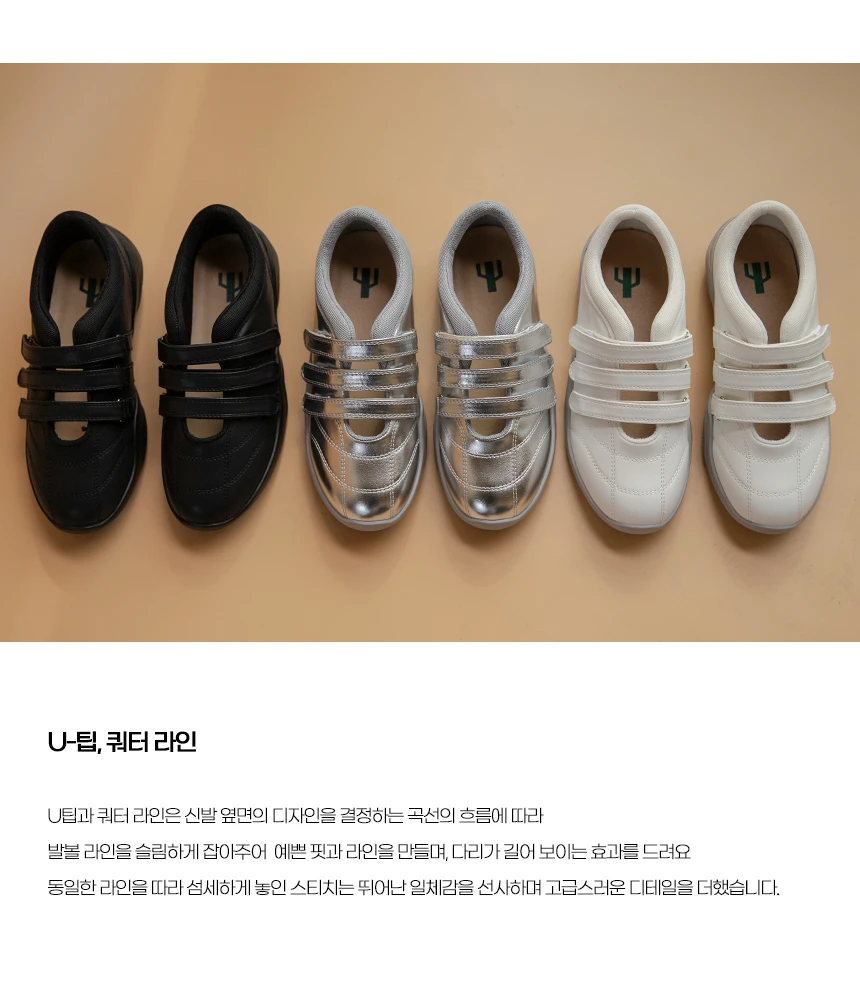 U-팁, 쿼터 라인
U팁과 쿼터 라인은 신발 옆면의 디자인을 결정하는 곡선의 흐름에 따라
발볼 라인을 슬림하게 잡아주어 예쁜 핏과 라인을 만들며, 다리가 길어 보이는 효과를 드려요
동일한 라인을 따라 섬세하게 놓인 스티치는 뛰어난 일체감을 선사하며 고급스러운 디테일을 더했습니다.